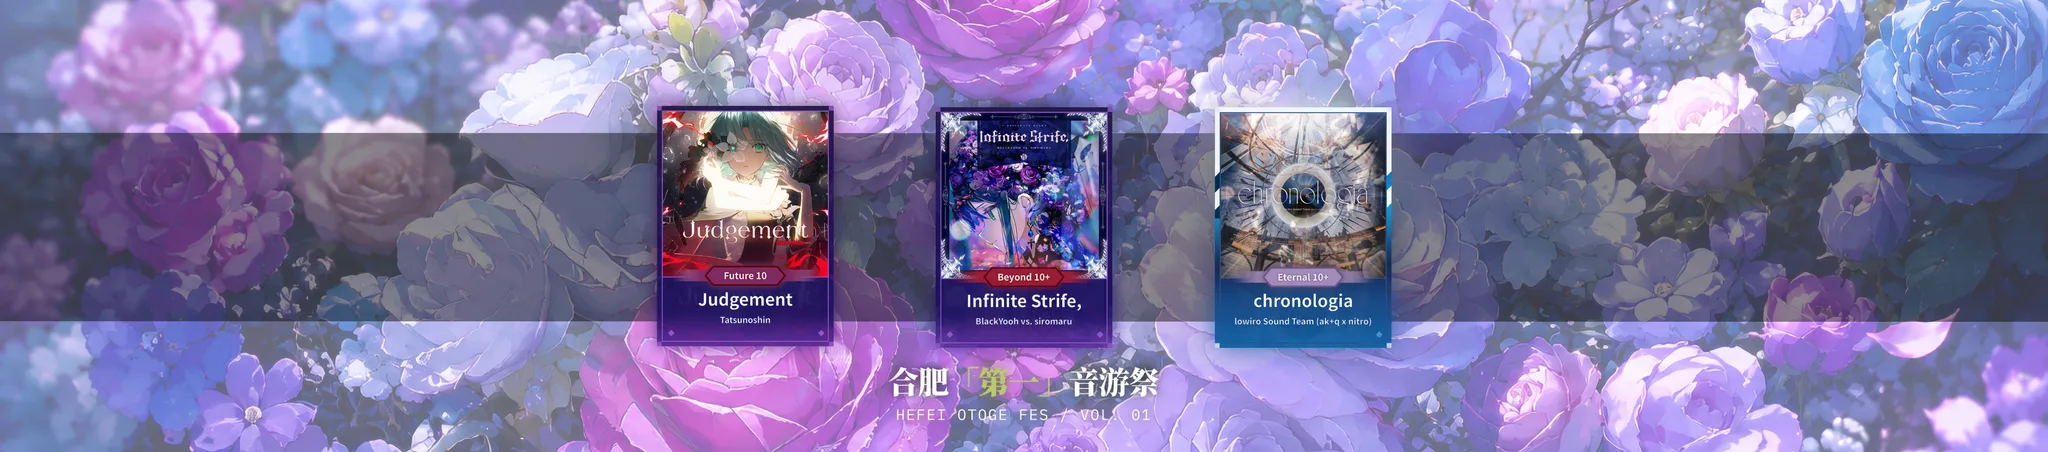 Judgement
Future 10
Judgement
Tatsunoshin
Infinite Strife,
Beyond 10+
Infinite Strife,
BlackYooh vs. siromaru
chronologia
Eternal 10+
chronologia
lowiro Sound Team (ak+q x nitro)
合肥「第一」音游祭
HEFEI OTOGE FES / VOL. 01